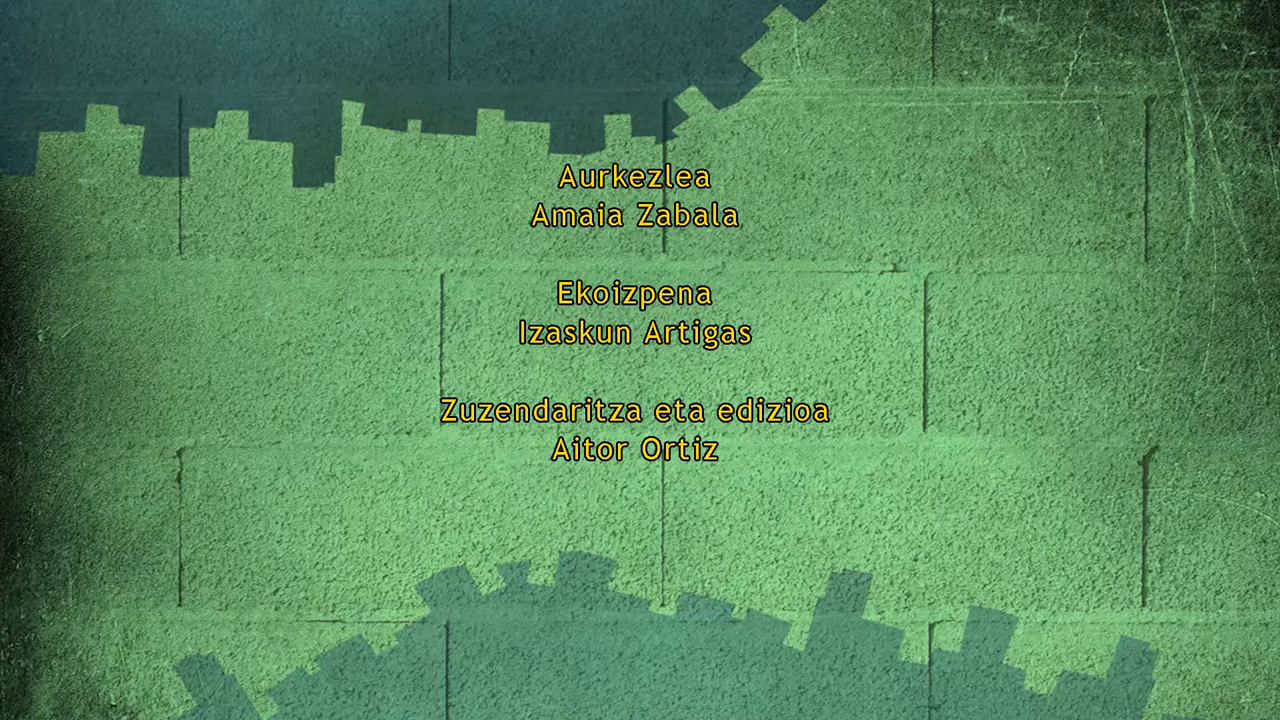 Aurkezlea
Amaia Zabala
Ekoizpena
Izaskun Artigas
Zuzendaritza eta edizioa
Aitor Ortiz